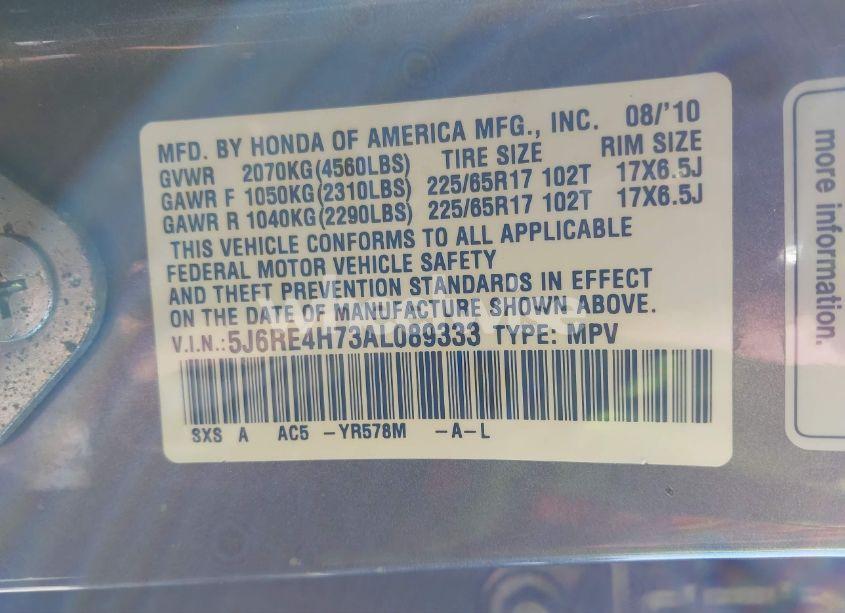 MFD. BY HONDA OF AMERICA MFG., INC. 08/'10
GVWR 2070KG(4560LBS) TIRE SIZE RIM SIZE
GAWR F 1050KG(2310LBS) 225/65R17 102T 17X6.5J
GAWR R 1040KG(2290LBS) 225/65R17 102T 17X6.5J
THIS VEHICLE CONFORMS TO ALL APPLICABLE
FEDERAL MOTOR VEHICLE SAFETY
AND THEFT PREVENTION STANDARDS IN EFFECT
ON THE DATE OF MANUFACTURE SHOWN ABOVE.
V.I.N.:5J6RE4H73AL089333 TYPE: MPV
SXS A AC5 -YR578M -A-L
more information.